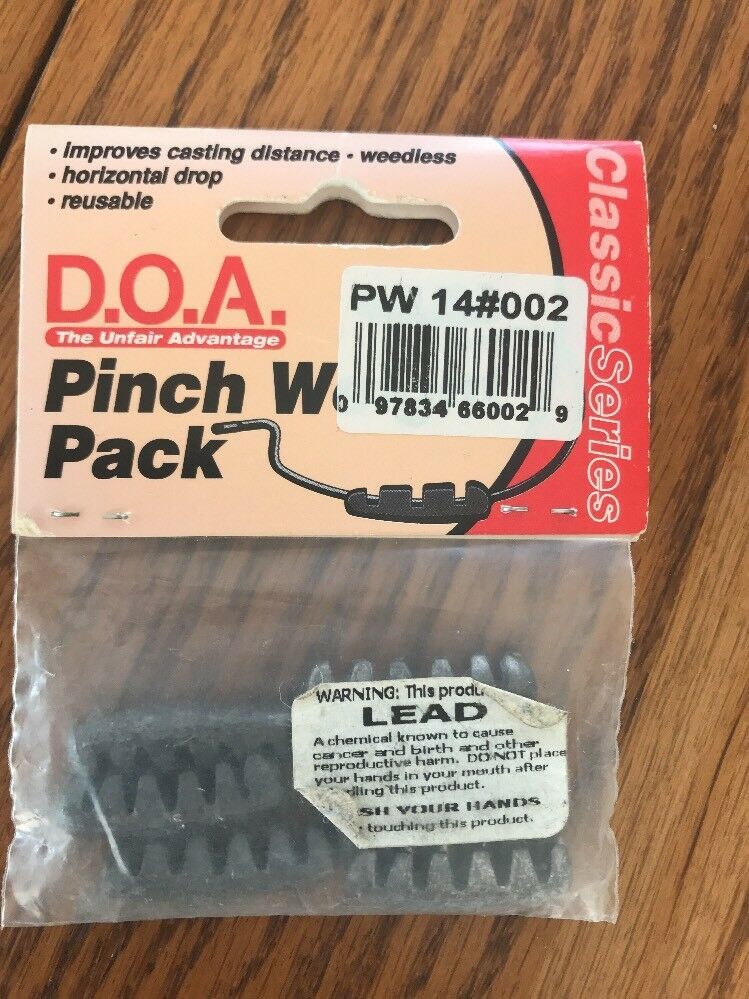 • improves casting distance • weedless
• horizontal drop
• reusable
Classic Series
D.O.A.
The Unfair Advantage
Pinch
Pack
PW 14#002
0 97834 66002 9
WARNING: This
LEAD
A chemical known to cause
cancer and birth and other
reproductive harm. DO NOT place
your hands in your mouth after
this product.
YOUR HANDS
touching this product.